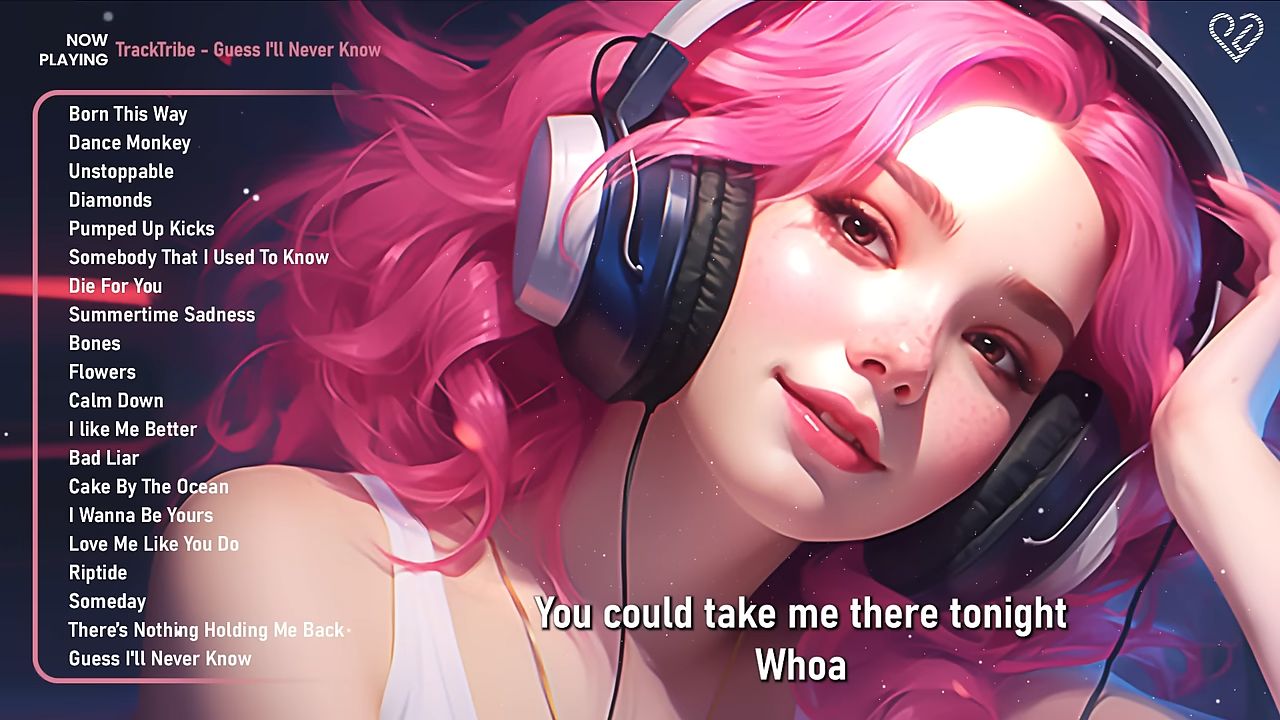 NOW
PLAYING
TrackTribe - Guess I'll Never Know
Born This Way
Dance Monkey
Unstoppable
Diamonds
Pumped Up Kicks
Somebody That I Used To Know
Die For You
Summertime Sadness
Bones
Flowers
Calm Down
I like Me Better
Bad Liar
Cake By The Ocean
I Wanna Be Yours
Love Me Like You Do
Riptide
Someday
There's Nothing Holding Me Back
Guess I'll Never Know
You could take me there tonight
Whoa